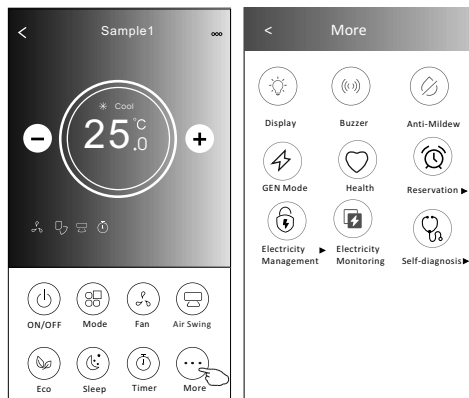 Sample1
Cool
25.0°C
ON/OFF Mode Fan Air Swing
Eco Sleep Timer More
More
Display Buzzer Anti-Mildew
GEN Mode Health Reservation
Electricity Management Electricity Monitoring Self-diagnosis